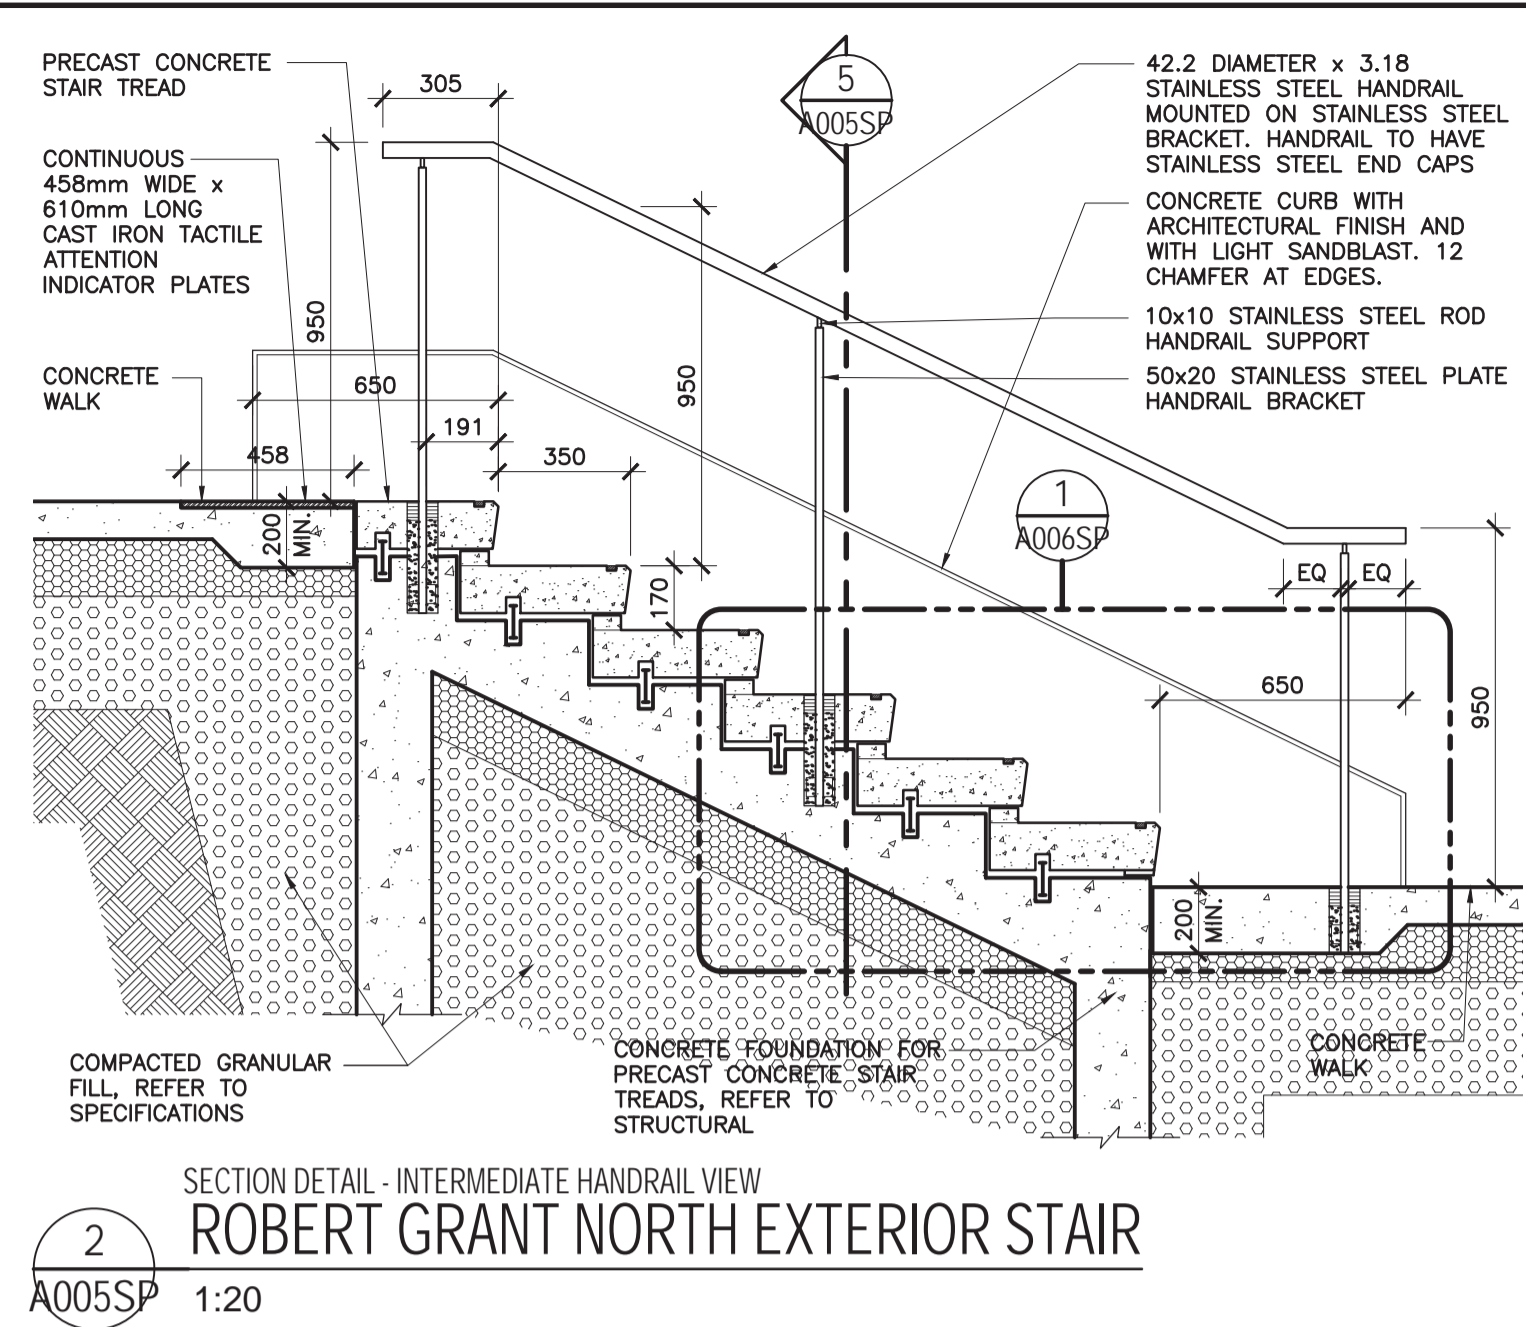 PRECAST CONCRETE
STAIR TREAD
CONTINUOUS
458mm WIDE x
610mm LONG
CAST IRON TACTILE
ATTENTION
INDICATOR PLATES
CONCRETE
WALK
305
950
650
191
458
350
200
MIN.
950
170
5
A005SP
1
A006SP
42.2 DIAMETER x 3.18
STAINLESS STEEL HANDRAIL
MOUNTED ON STAINLESS STEEL
BRACKET. HANDRAIL TO HAVE
STAINLESS STEEL END CAPS
CONCRETE CURB WITH
ARCHITECTURAL FINISH AND
WITH LIGHT SANDBLAST. 12
CHAMFER AT EDGES.
10x10 STAINLESS STEEL ROD
HANDRAIL SUPPORT
50x20 STAINLESS STEEL PLATE
HANDRAIL BRACKET
EQ EQ
650
950
200
MIN.
COMPACTED GRANULAR
FILL, REFER TO
SPECIFICATIONS
CONCRETE FOUNDATION FOR
PRECAST CONCRETE STAIR
TREADS, REFER TO
STRUCTURAL
CONCRETE
WALK
SECTION DETAIL - INTERMEDIATE HANDRAIL VIEW
ROBERT GRANT NORTH EXTERIOR STAIR
2
A005SP
1:20